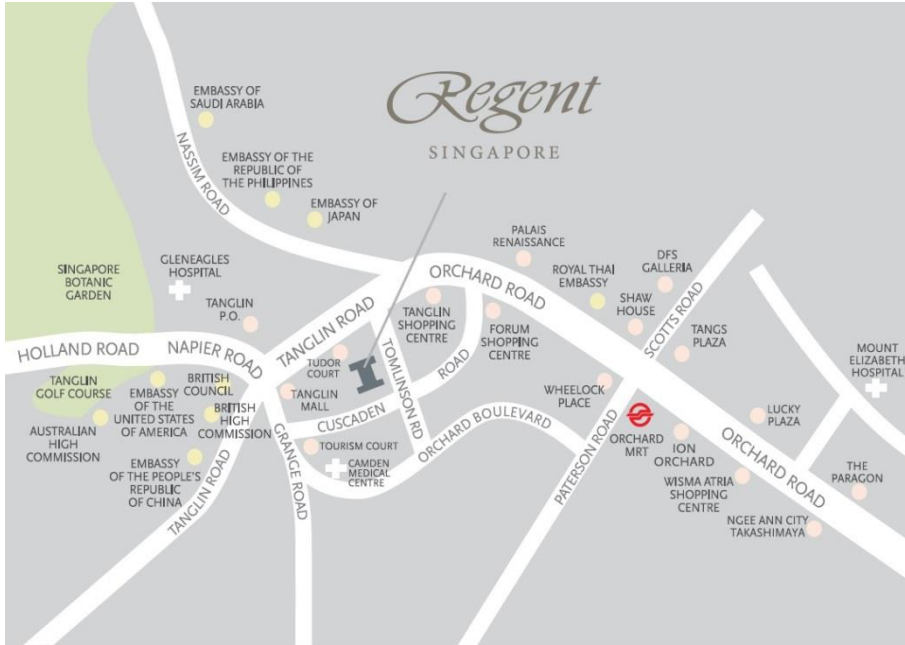 Regent
SINGAPORE
EMBASSY OF
SAUDI ARABIA
NASSIM ROAD
EMBASSY OF THE
REPUBLIC OF
THE PHILIPPINES
EMBASSY OF
JAPAN
PALAIS
RENAISSANCE
ROYAL THAI
EMBASSY
DFS
GALLERIA
SHAW
HOUSE
SCOTTS ROAD
TANGS
PLAZA
SINGAPORE
BOTANIC
GARDEN
GLENEAGLES
HOSPITAL
TANGLIN
P.O.
TANGLIN ROAD
ORCHARD ROAD
TANGLIN
SHOPPING
CENTRE
FORUM
SHOPPING
CENTRE
MOUNT
ELIZABETH
HOSPITAL
HOLLAND ROAD
NAPIER ROAD
TUDOR
COURT
TOMLINSON RD
TANGLIN
MALL
CUSCADEN
ROAD
WHEELOCK
PLACE
TANGLIN
GOLF COURSE
EMBASSY
OF THE
UNITED STATES
OF AMERICA
BRITISH
COUNCIL
BRITISH
HIGH
COMMISSION
AUSTRALIAN
HIGH
COMMISSION
EMBASSY
OF THE PEOPLE'S
REPUBLIC
OF CHINA
TANGLIN ROAD
GRANGE ROAD
TOURISM COURT
CAMDEN
MEDICAL
CENTRE
ORCHARD BOULEVARD
PATERSON ROAD
ORCHARD
MRT
ION
ORCHARD
LUCKY
PLAZA
ORCHARD ROAD
WISMA ATRIA
SHOPPING
CENTRE
THE
PARAGON
NGEE ANN CITY
TAKASHIMAYA